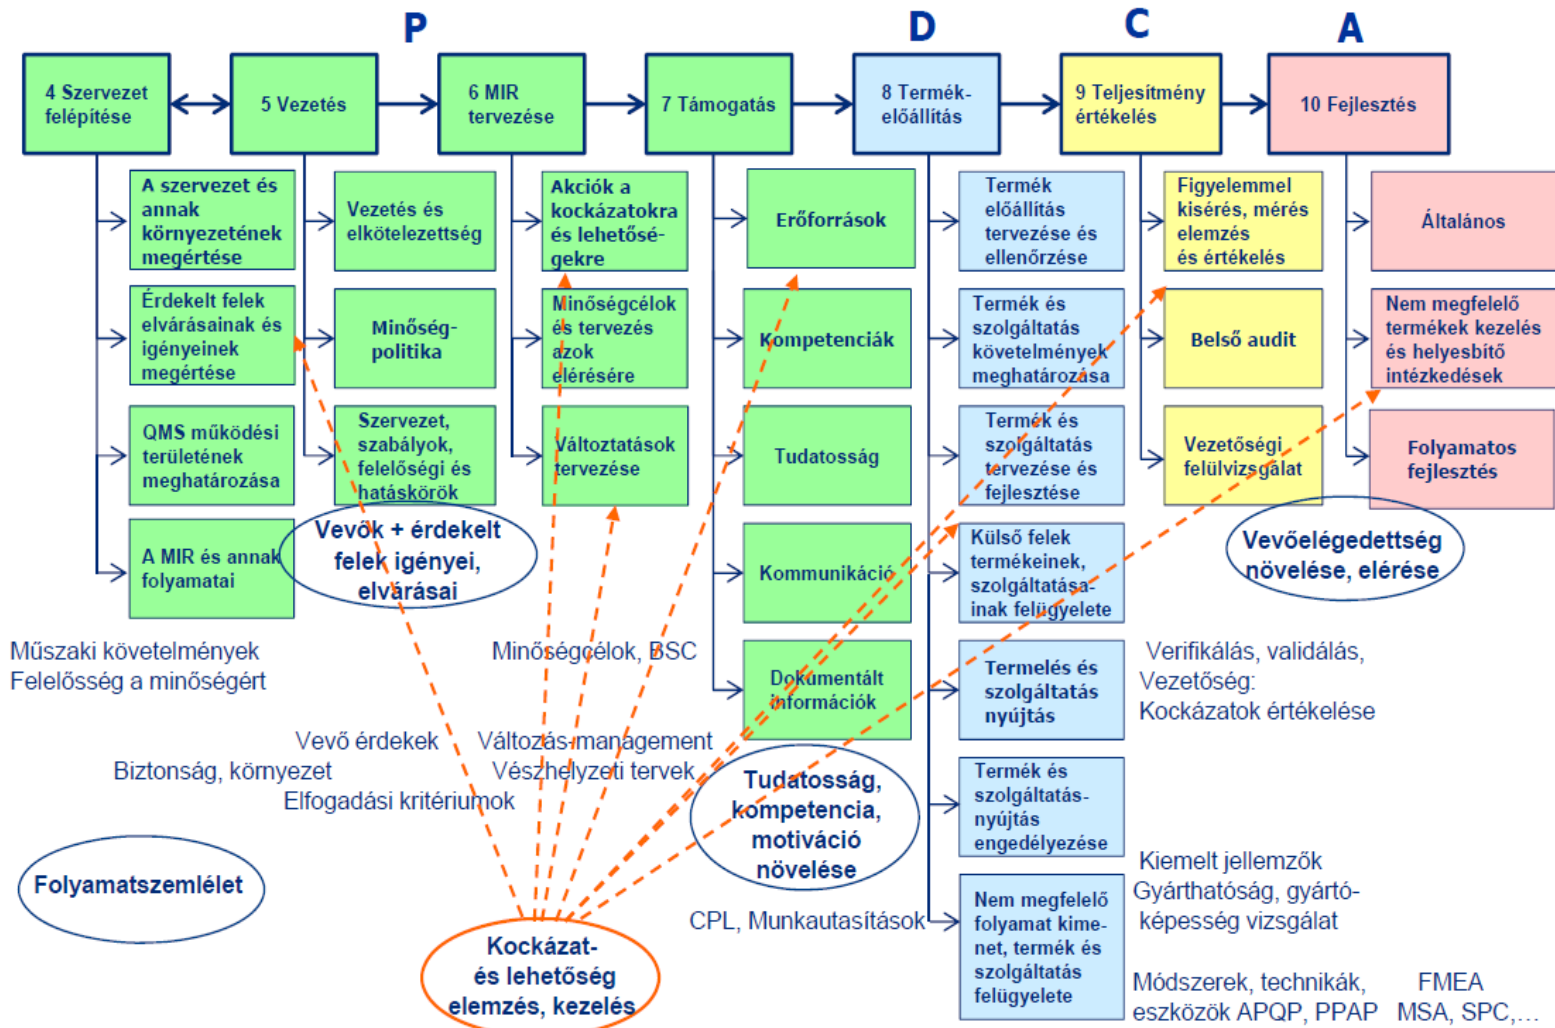 P
D
C
A
4 Szervezet
felépítése
5 Vezetés
6 MIR
tervezése
7 Támogatás
8 Termék-
előállítás
9 Teljesítmény
értékelés
10 Fejlesztés
A szervezet és
annak
környezetének
megértése
Érdekelt felek
elvárásainak és
igényeinek
megértése
QMS működési
területének
meghatározása
A MIR és annak
folyamatai
Vezetés és
elkötelezettség
Minőség-
politika
Szervezet,
szabályok,
felelőségi és
hatáskörök
Akciók a
kockázatokra
és lehetősé-
gekre
Minőségcélok
és tervezés
azok
elérésére
Változtatások
tervezése
Erőforrások
Kompetenciák
Tudatosság
Kommunikáció
Dokumentált
információk
Termék
előállítás
tervezése és
ellenőrzése
Termék és
szolgáltatás
követelmények
meghatározása
Termék és
szolgáltatás
tervezése és
fejlesztése
Külső felek
termékeinek,
szolgáltatása-
inak felügyelete
Termelés és
szolgáltatás
nyújtás
Termék és
szolgáltatás-
nyújtás
engedélyezése
Nem megfelelő
folyamat kime-
net, termék és
szolgáltatás
felügyelete
Figyelemmel
kisérés, mérés
elemzés
és értékelés
Belső audit
Vezetőségi
felülvizsgálat
Általános
Nem megfelelő
termékek kezelés
és helyesbítő
intézkedések
Folyamatos
fejlesztés
Vevők + érdekelt
felek igényei,
elvárásai
Vevőelégedettség
növelése, elérése
Műszaki követelmények
Felelősség a minőségért
Minőségcélok, BSC
Verifikálás, validálás,
Vezetőség:
Kockázatok értékelése
Vevő érdekek
Biztonság, környezet
Elfogadási kritériumok
Változás-management
Vészhelyzeti tervek
Tudatosság,
kompetencia,
motiváció
növelése
Folyamatszemlélet
Kockázat-
és lehetőség
elemzés, kezelés
CPL, Munkautasítások
Kiemelt jellemzők
Gyárthatóság, gyártó-
képesség vizsgálat
Módszerek, technikák,
eszközök APQP, PPAP
FMEA
MSA, SPC,...